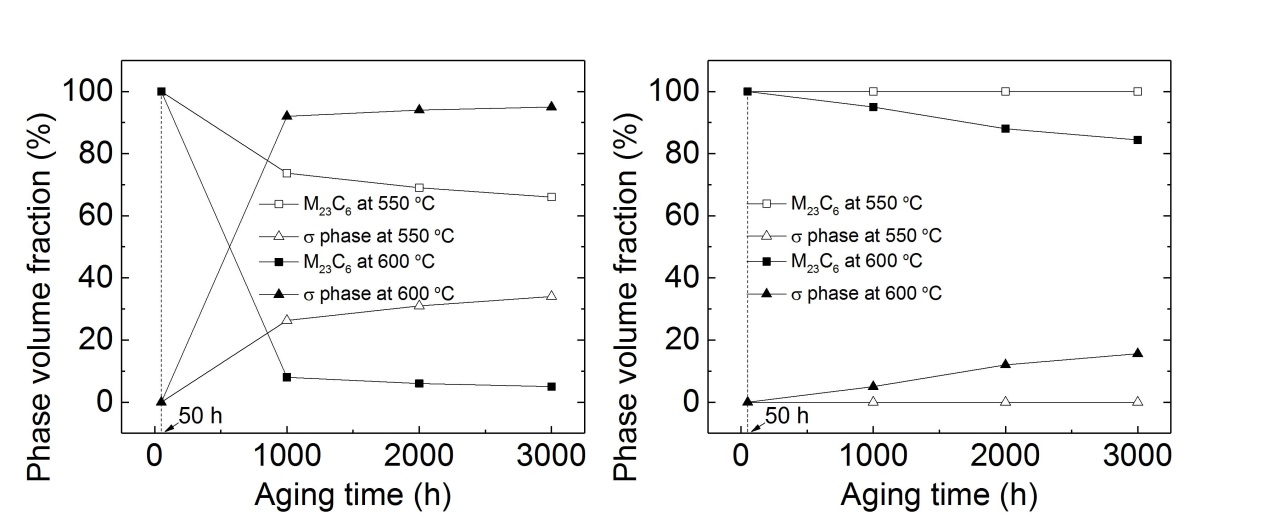 Phase volume fraction (%)
100
80
60
40
20
0
M23C6 at 550 °C
σ phase at 550 °C
M23C6 at 600 °C
σ phase at 600 °C
50 h
0 1000 2000 3000
Aging time (h)
Phase volume fraction (%)
100
80
60
40
20
0
M23C6 at 550 °C
σ phase at 550 °C
M23C6 at 600 °C
σ phase at 600 °C
50 h
0 1000 2000 3000
Aging time (h)